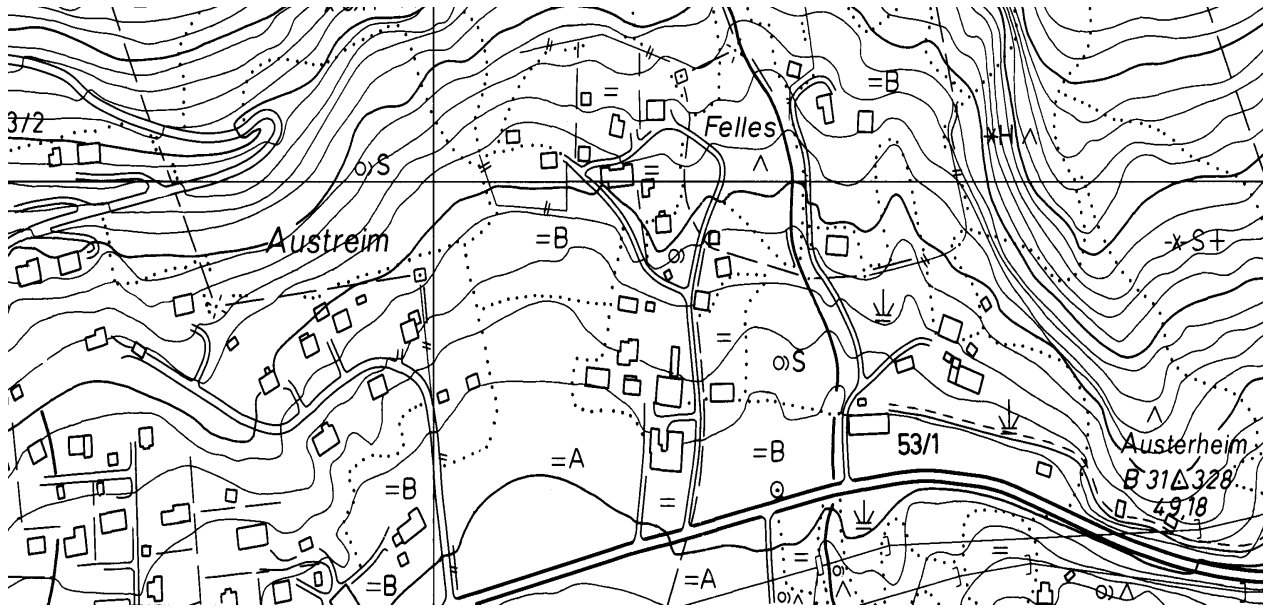 =B
Felles
=
3/2
*H
S
=
Austreim
=B
S+
=
S
Austerheim
53/1
=B
=A
B 31△328
=B
49,18
=
=
=
=B
=A